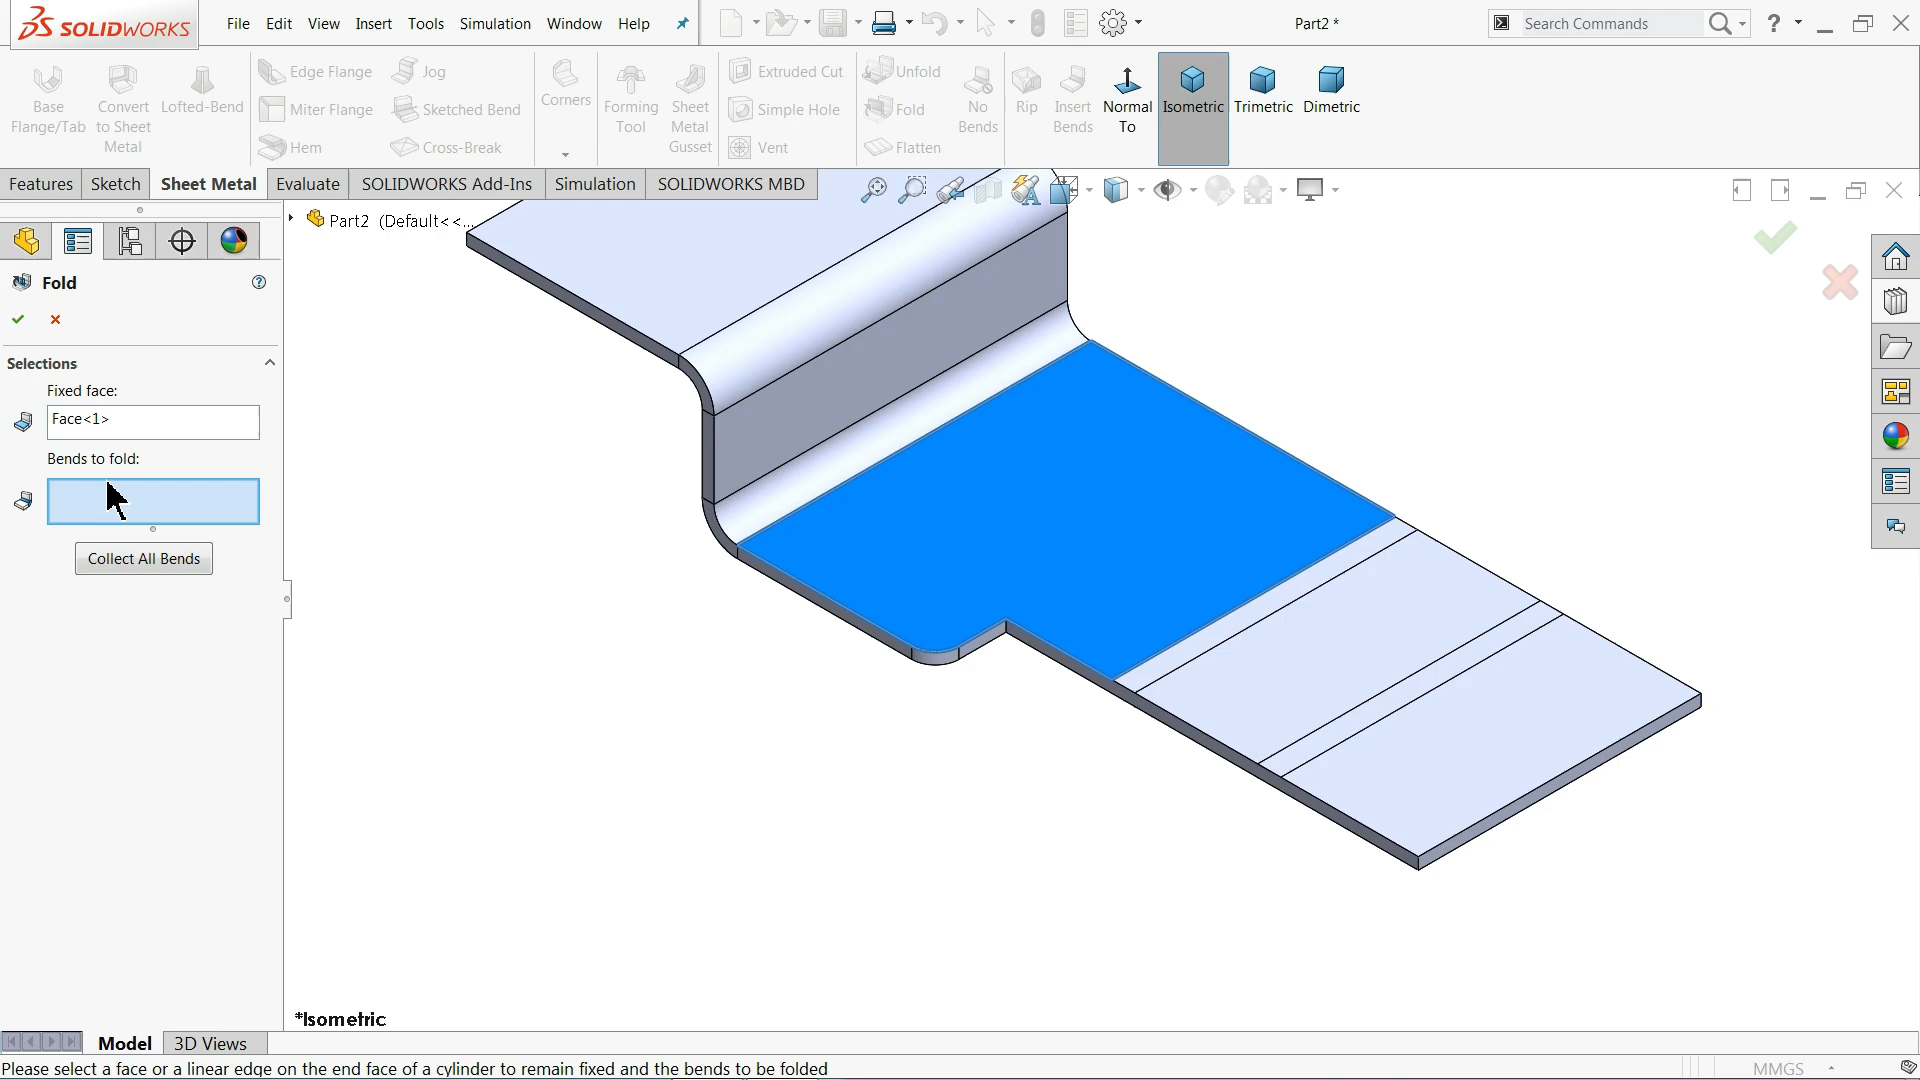 SOLIDWORKS File Edit View Insert Tools Simulation Window Help Part2 * Search Commands ?
Base Flange/Tab
Convert to Sheet Metal
Lofted-Bend
Edge Flange
Miter Flange
Hem
Jog
Sketched Bend
Cross-Break
Corners
Forming Tool
Sheet Metal Gusset
Extruded Cut
Simple Hole
Vent
Unfold
Fold
Flatten
No Bends
Rip
Insert Bends
Normal To
Isometric
Trimetric
Dimetric
Features Sketch Sheet Metal Evaluate SOLIDWORKS Add-Ins Simulation SOLIDWORKS MBD
Part2 (Default<<...
Fold
Selections
Fixed face:
Face<1>
Bends to fold:
Collect All Bends
*Isometric
Model 3D Views
Please select a face or a linear edge on the end face of a cylinder to remain fixed and the bends to be folded MMGS